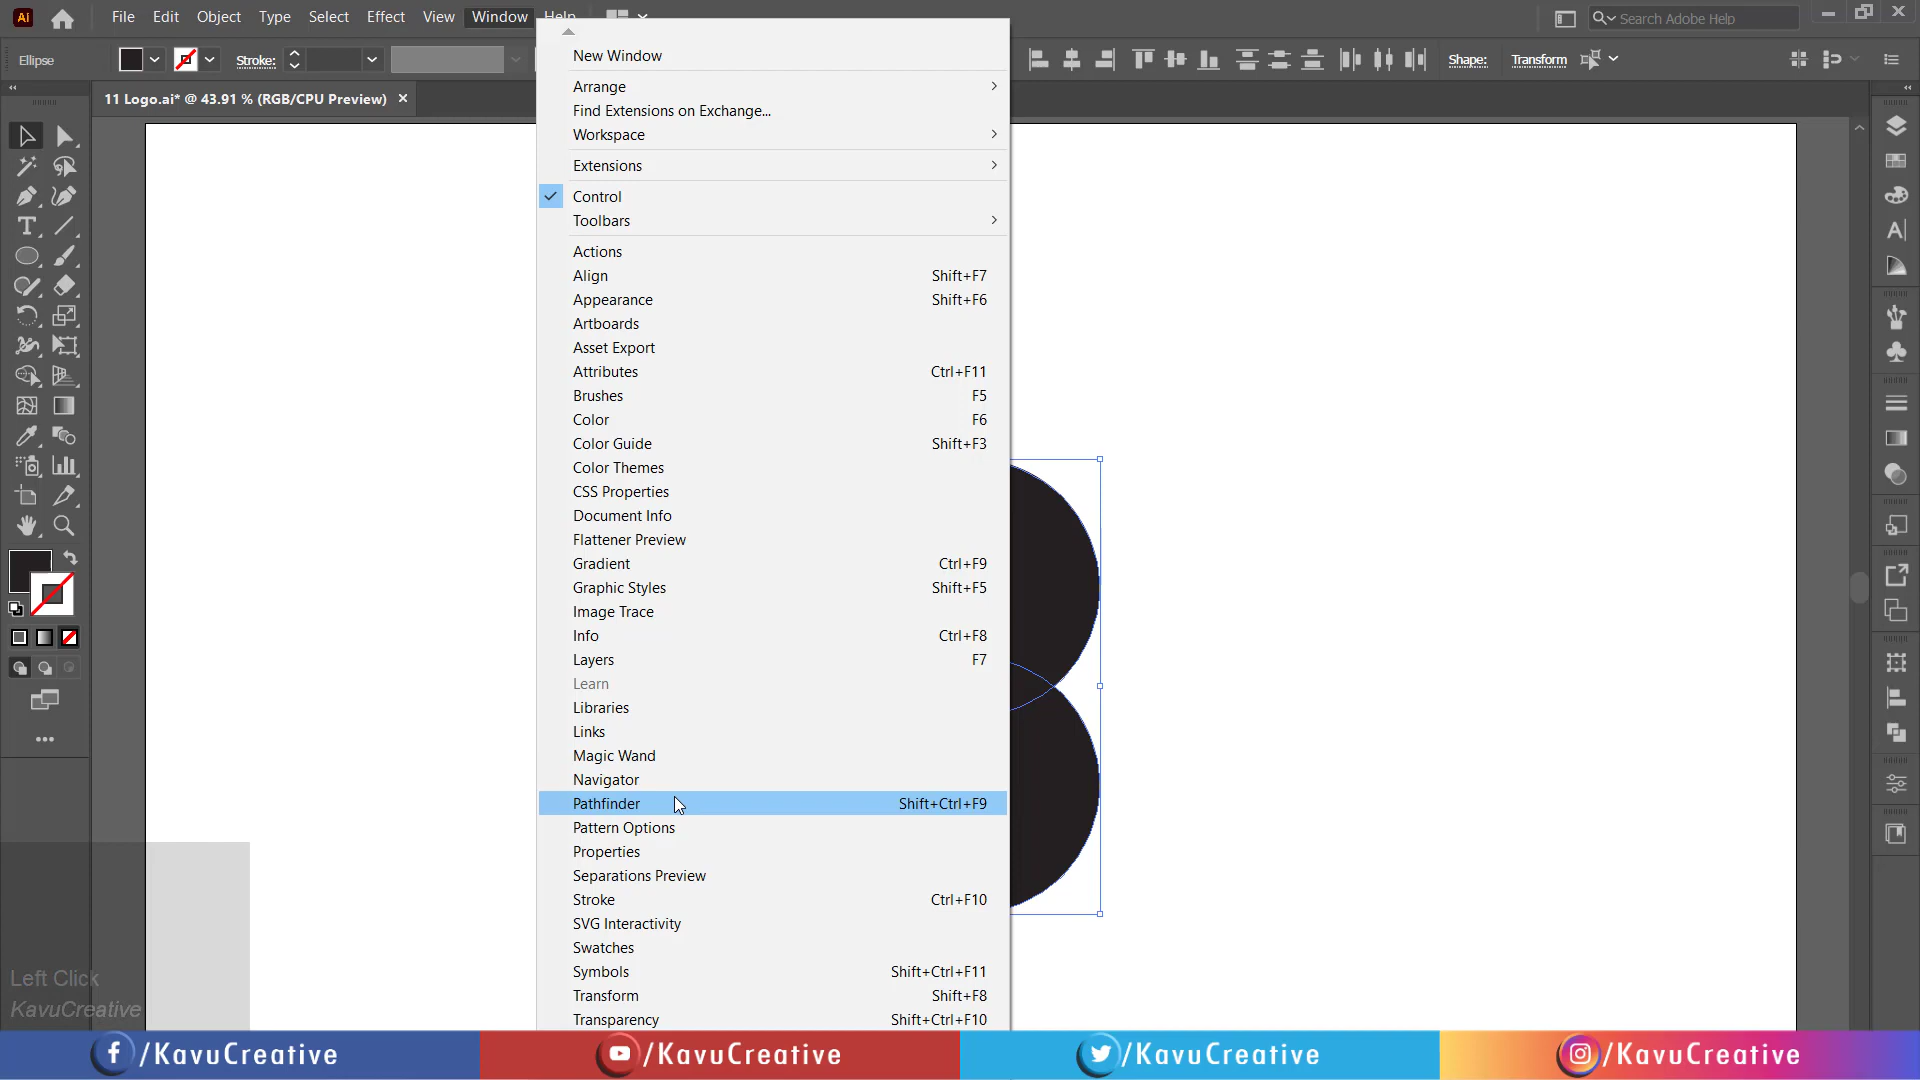 Ai File Edit Object Type Select Effect View Window Help Search Adobe Help
Ellipse Stroke: Shape: Transform
11 Logo.ai* @ 43.91 % (RGB/CPU Preview)
New Window
Arrange
Find Extensions on Exchange...
Workspace
Extensions
Control
Toolbars
Actions
Align Shift+F7
Appearance Shift+F6
Artboards
Asset Export
Attributes Ctrl+F11
Brushes F5
Color F6
Color Guide Shift+F3
Color Themes
CSS Properties
Document Info
Flattener Preview
Gradient Ctrl+F9
Graphic Styles Shift+F5
Image Trace
Info Ctrl+F8
Layers F7
Learn
Libraries
Links
Magic Wand
Navigator
Pathfinder Shift+Ctrl+F9
Pattern Options
Properties
Separations Preview
Stroke Ctrl+F10
SVG Interactivity
Swatches
Symbols Shift+Ctrl+F11
Transform Shift+F8
Transparency Shift+Ctrl+F10
Left Click
KavuCreative
/KavuCreative /KavuCreative /KavuCreative /KavuCreative